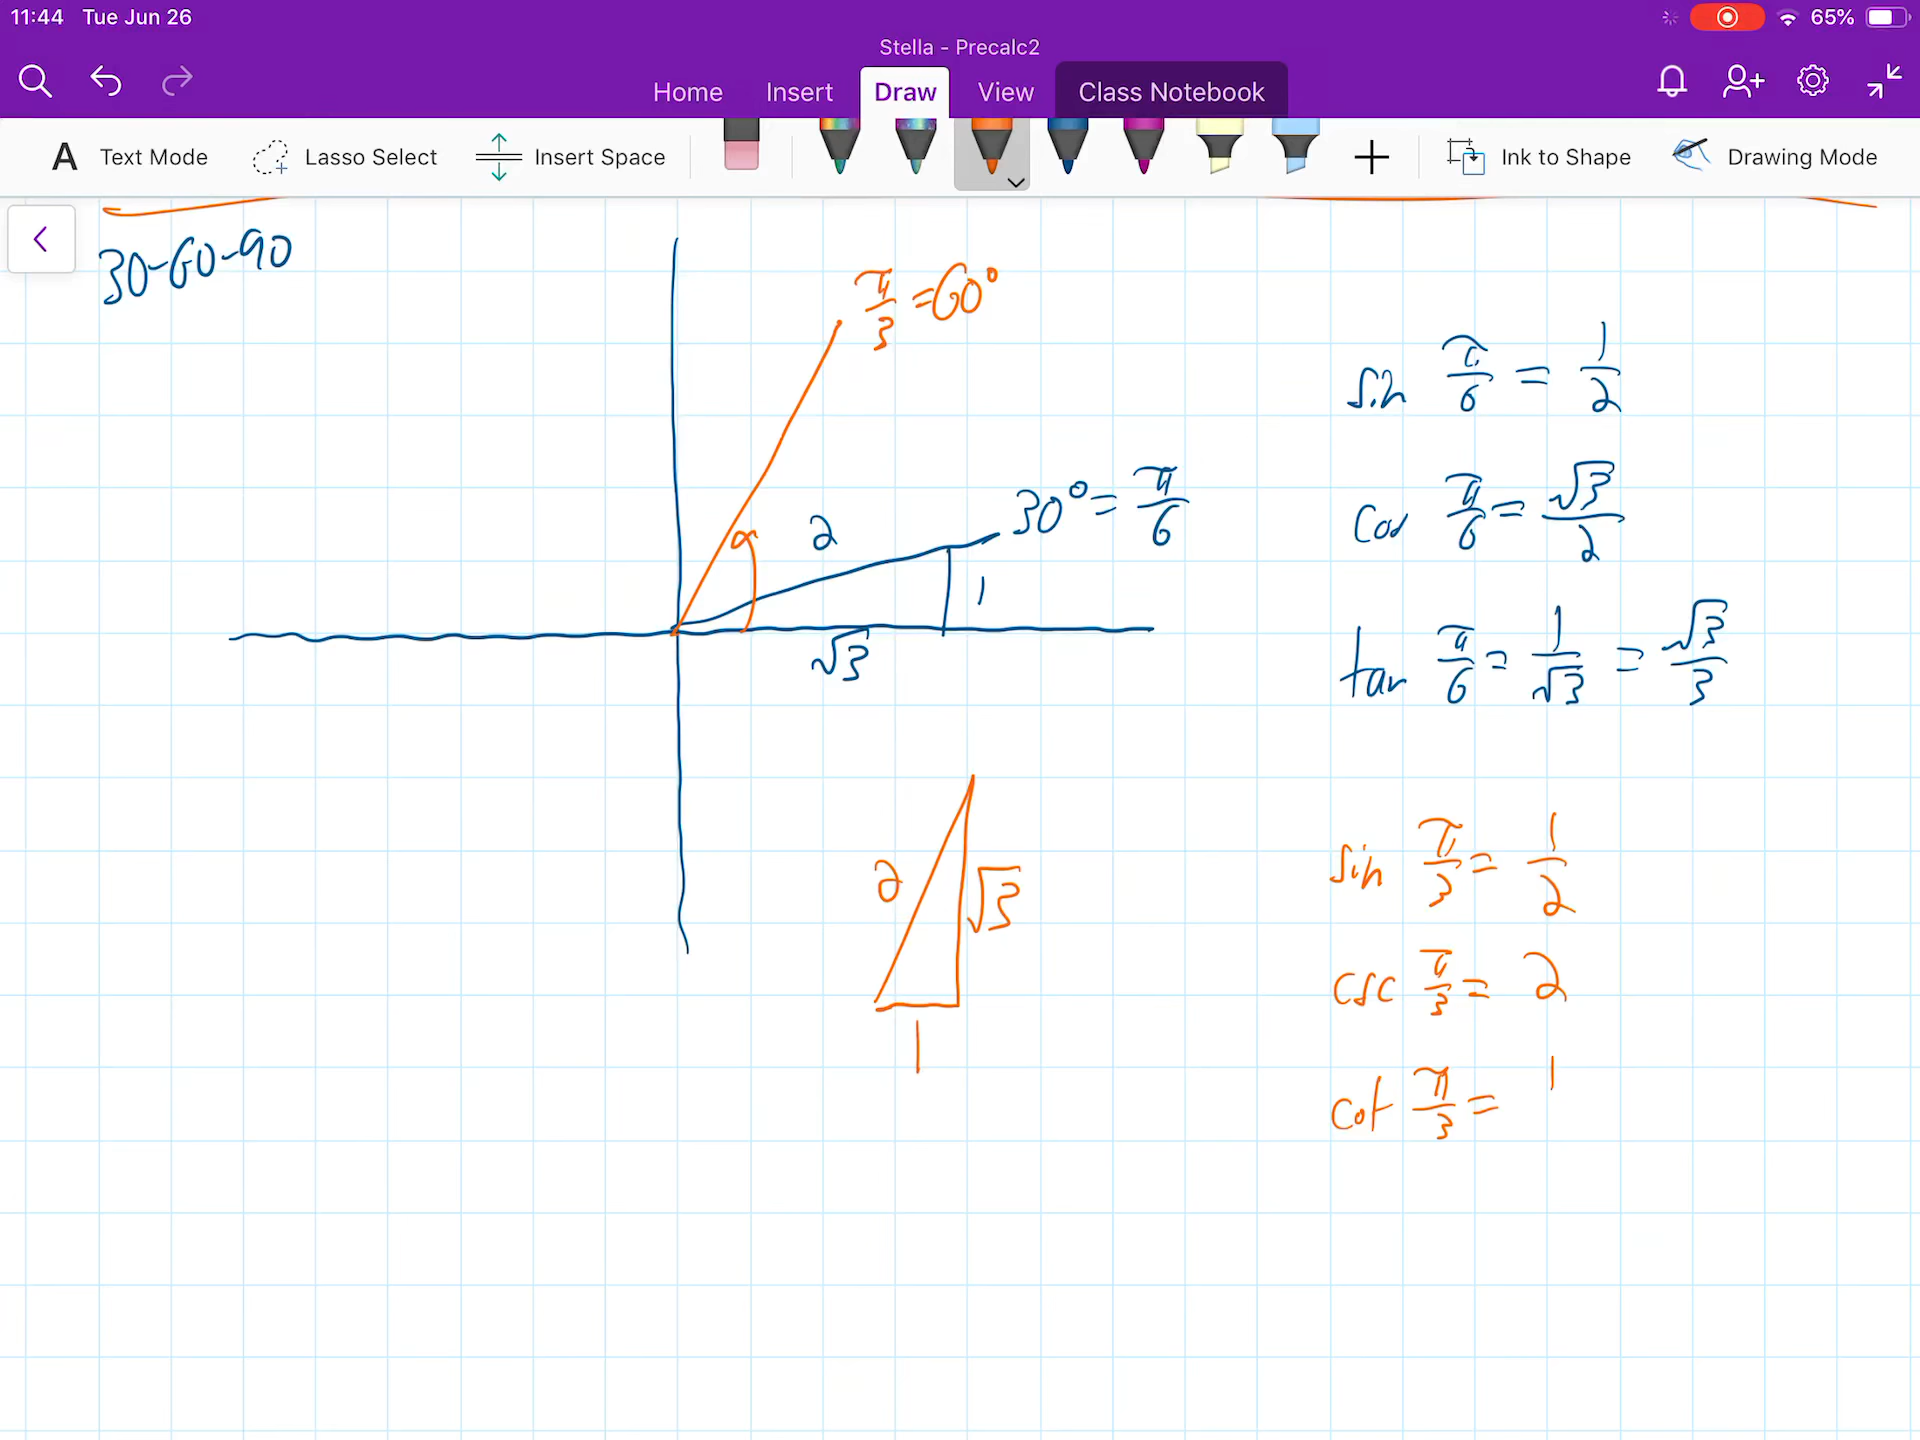 11:44 Tue Jun 26 65%
Stella - Precalc2
Home Insert Draw View Class Notebook
A Text Mode Lasso Select Insert Space Ink to Shape Drawing Mode
30-60-90
π/3 = 60°
sin π/6 = 1/2
2 30° = π/6
cos π/6 = √3/2
1
√3
tan π/6 = 1/√3 = √3/3
2 √3
1
sin π/3 = 1/2
csc π/3 = 2
cot π/3 = 1